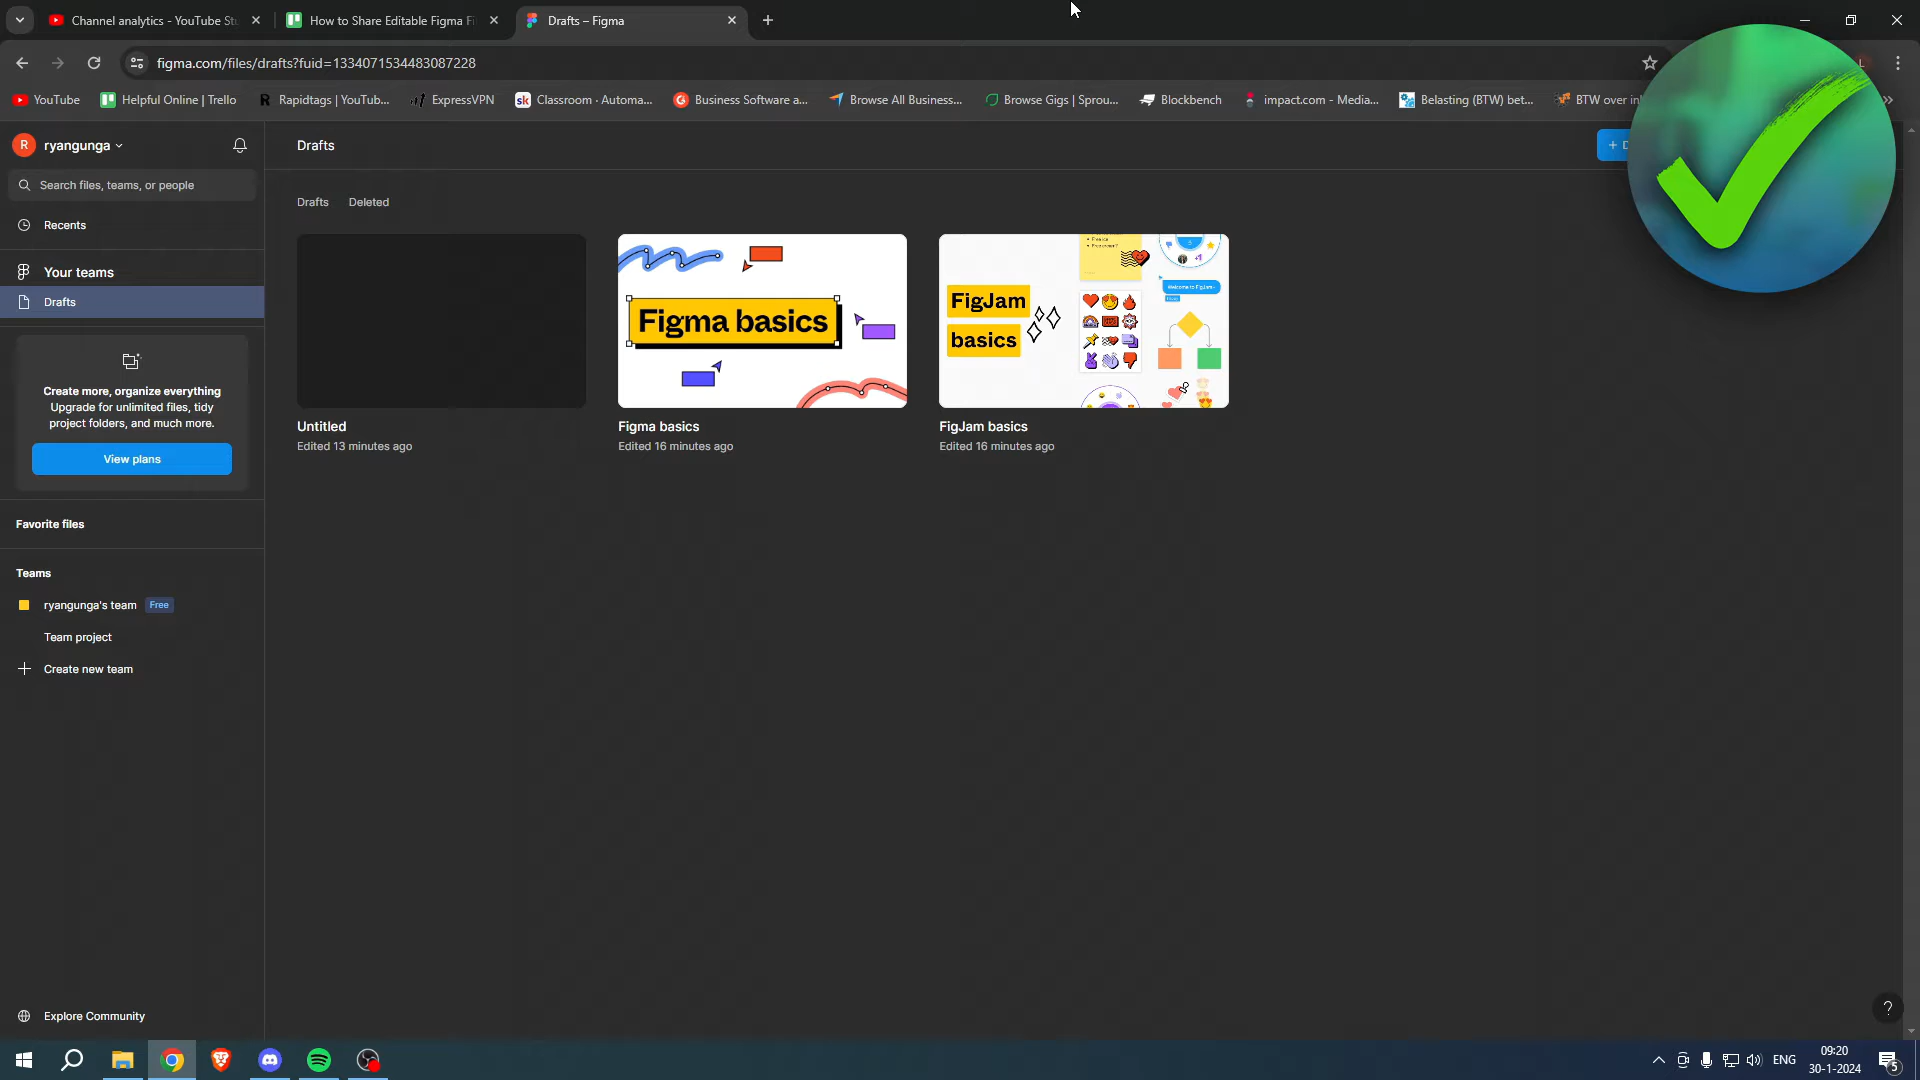 Channel analytics - YouTube Stu
How to Share Editable Figma Fi
Drafts – Figma
figma.com/files/drafts?fuid=1334071534483087228
YouTube
Helpful Online | Trello
Rapidtags | YouTub...
ExpressVPN
Classroom · Automa...
Business Software a...
Browse All Business...
Browse Gigs | Sprou...
Blockbench
impact.com - Media...
Belasting (BTW) bet...
BTW over in
R
ryangunga
Drafts
+ D
Search files, teams, or people
Drafts
Deleted
Recents
Your teams
Drafts
Figma basics
FigJam
basics
Welcome to FigJam
Create more, organize everything
Upgrade for unlimited files, tidy
project folders, and much more.
View plans
Untitled
Edited 13 minutes ago
Figma basics
Edited 16 minutes ago
FigJam basics
Edited 16 minutes ago
Favorite files
Teams
ryangunga's team
Free
Team project
Create new team
Explore Community
?
ENG
09:20
30-1-2024
5